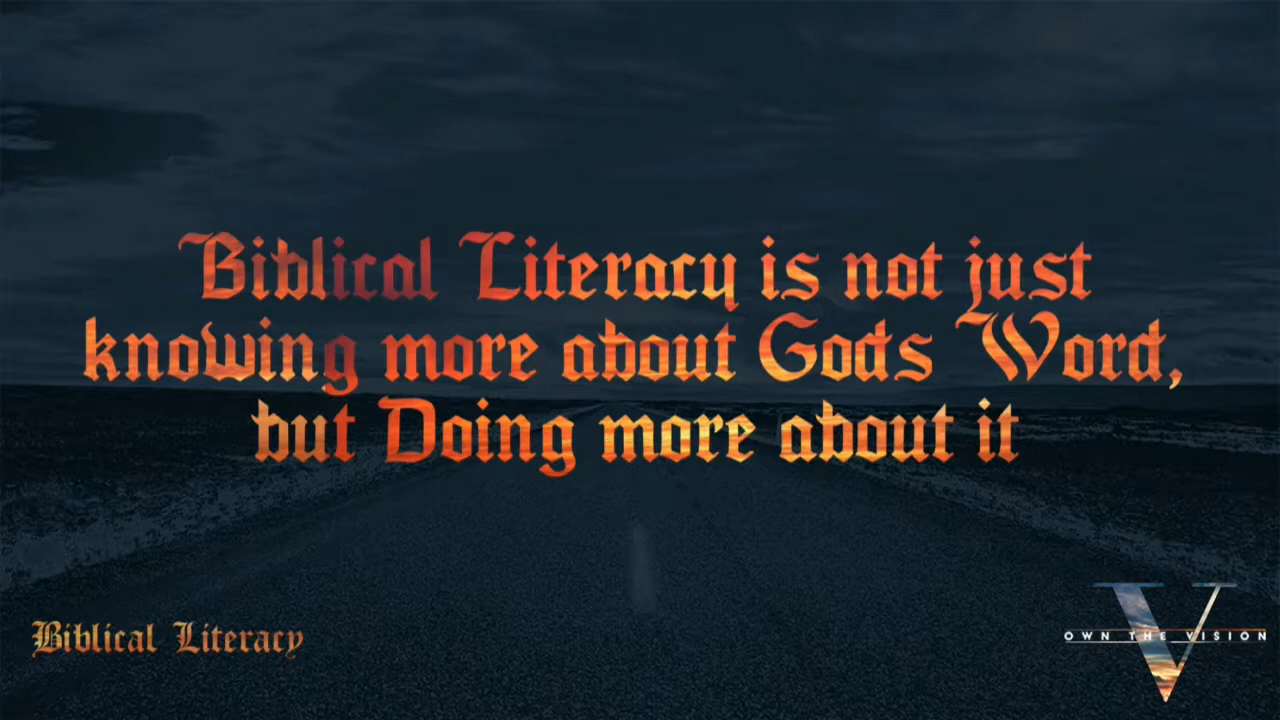 Biblical Literacy is not just
knowing more about Gods Word,
but Doing more about it
Biblical Literacy
V
OWN THE VISION